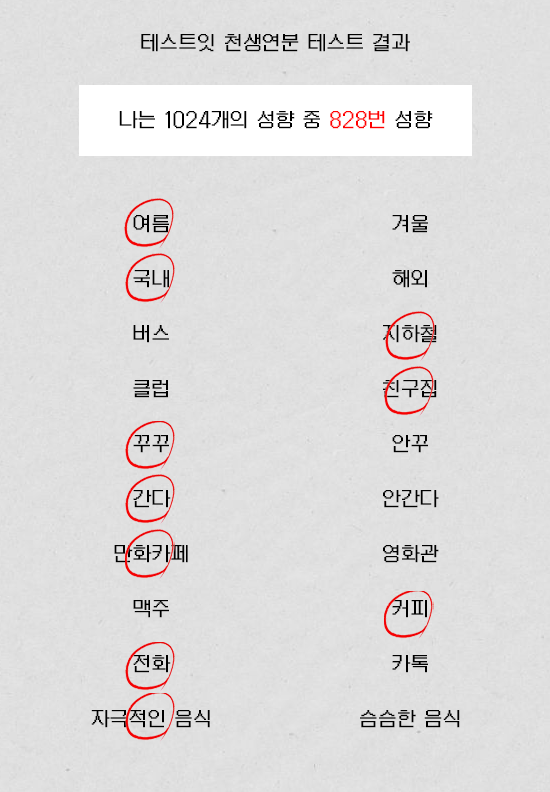 테스트잇 천생연분 테스트 결과
나는 1024개의 성향 중 828번 성향
여름 겨울
국내 해외
버스 지하철
클럽 친구집
꾸꾸 안꾸
간다 안간다
만화카페 영화관
맥주 커피
전화 카톡
자극적인 음식 슴슴한 음식